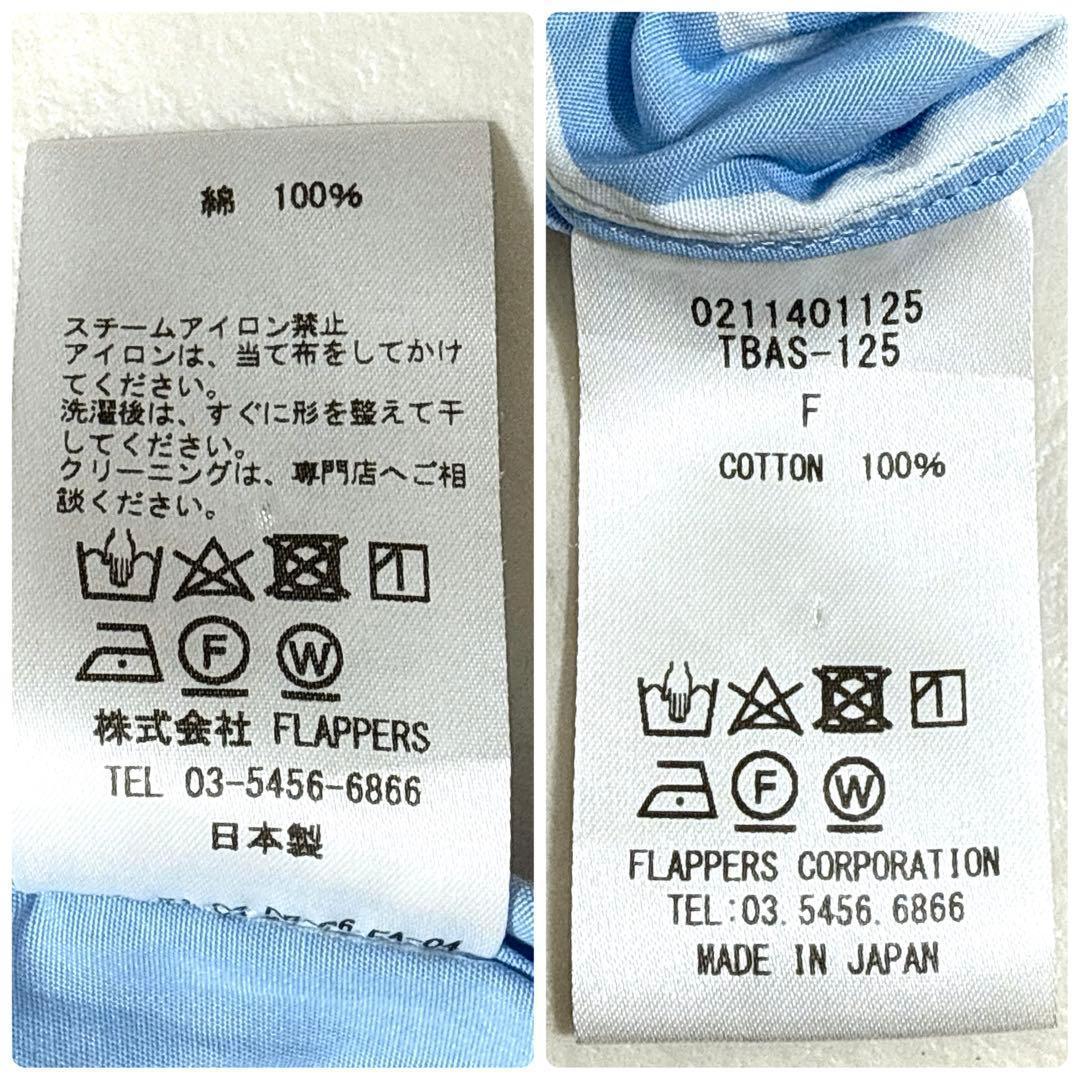 綿 100%
スチームアイロン禁止
アイロンは、当て布をしてかけ
てください。
洗濯後は、すぐに形を整えて干
してください。
クリーニングは、専門店へご相
談ください。
F W
株式会社 FLAPPERS
TEL 03-5456-6866
日本製
0211401125
TBAS-125
F
COTTON 100%
F W
FLAPPERS CORPORATION
TEL:03.5456.6866
MADE IN JAPAN